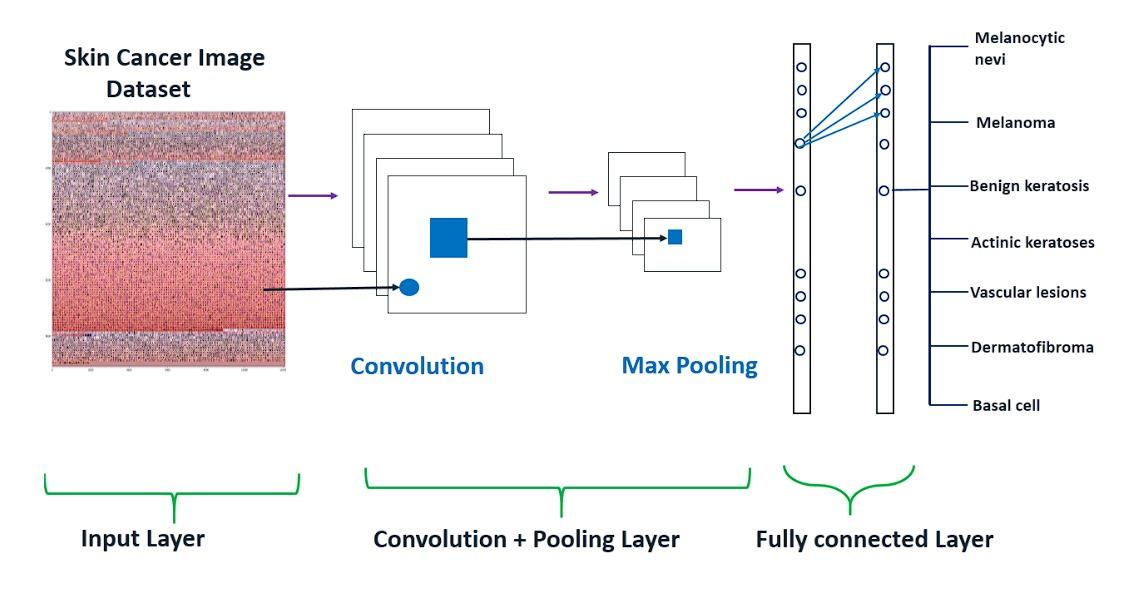 Skin Cancer Image
Dataset
Convolution
Max Pooling
Melanocytic
nevi
Melanoma
Benign keratosis
Actinic keratoses
Vascular lesions
Dermatofibroma
Basal cell
Input Layer
Convolution + Pooling Layer
Fully connected Layer